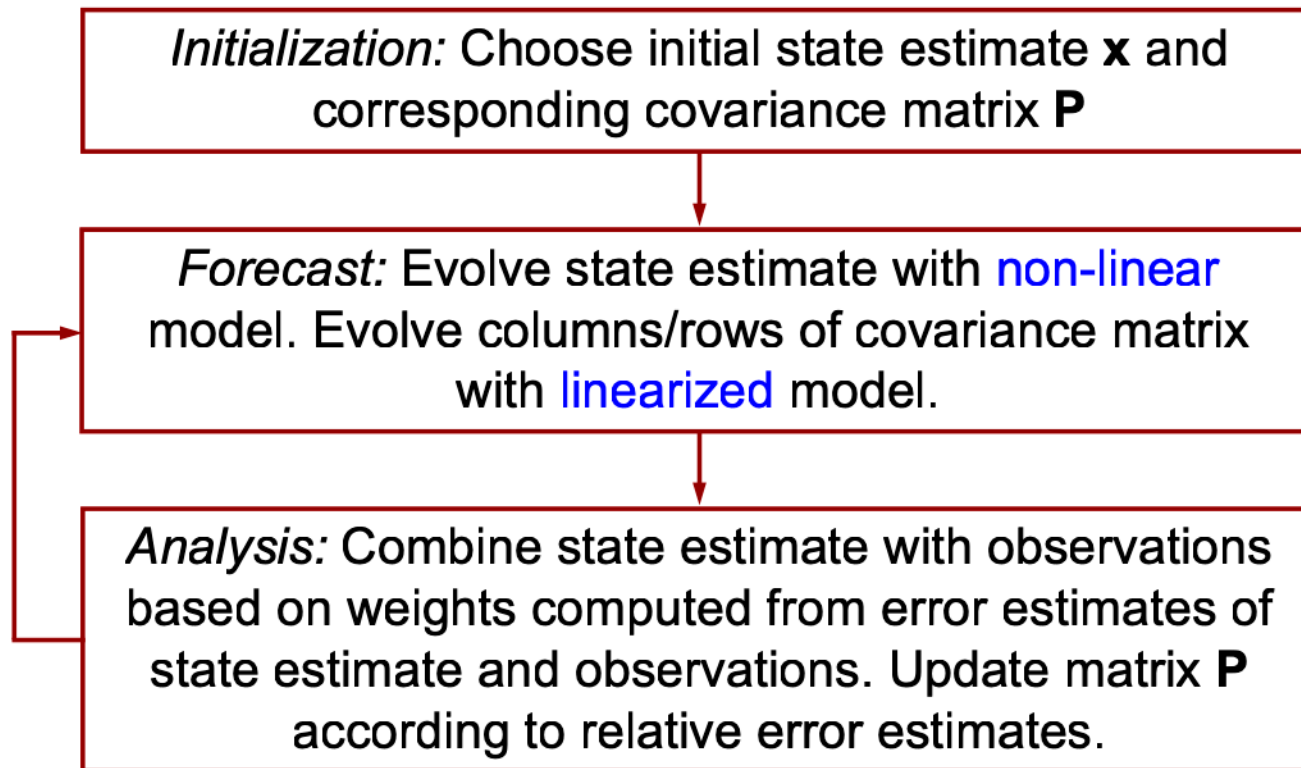 Initialization: Choose initial state estimate x and
corresponding covariance matrix P
Forecast: Evolve state estimate with non-linear
model. Evolve columns/rows of covariance matrix
with linearized model.
Analysis: Combine state estimate with observations
based on weights computed from error estimates of
state estimate and observations. Update matrix P
according to relative error estimates.